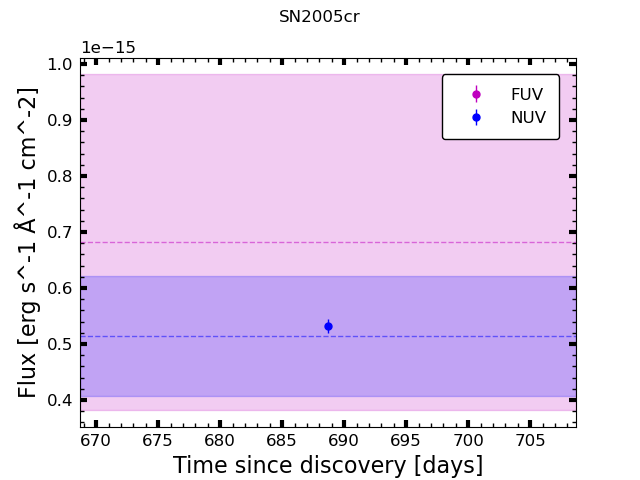 SN2005cr
1e−15
1.0
0.9
0.8
0.7
0.6
0.5
0.4
Flux [erg s^-1 Å^-1 cm^-2]
FUV
NUV
670 675 680 685 690 695 700 705
Time since discovery [days]